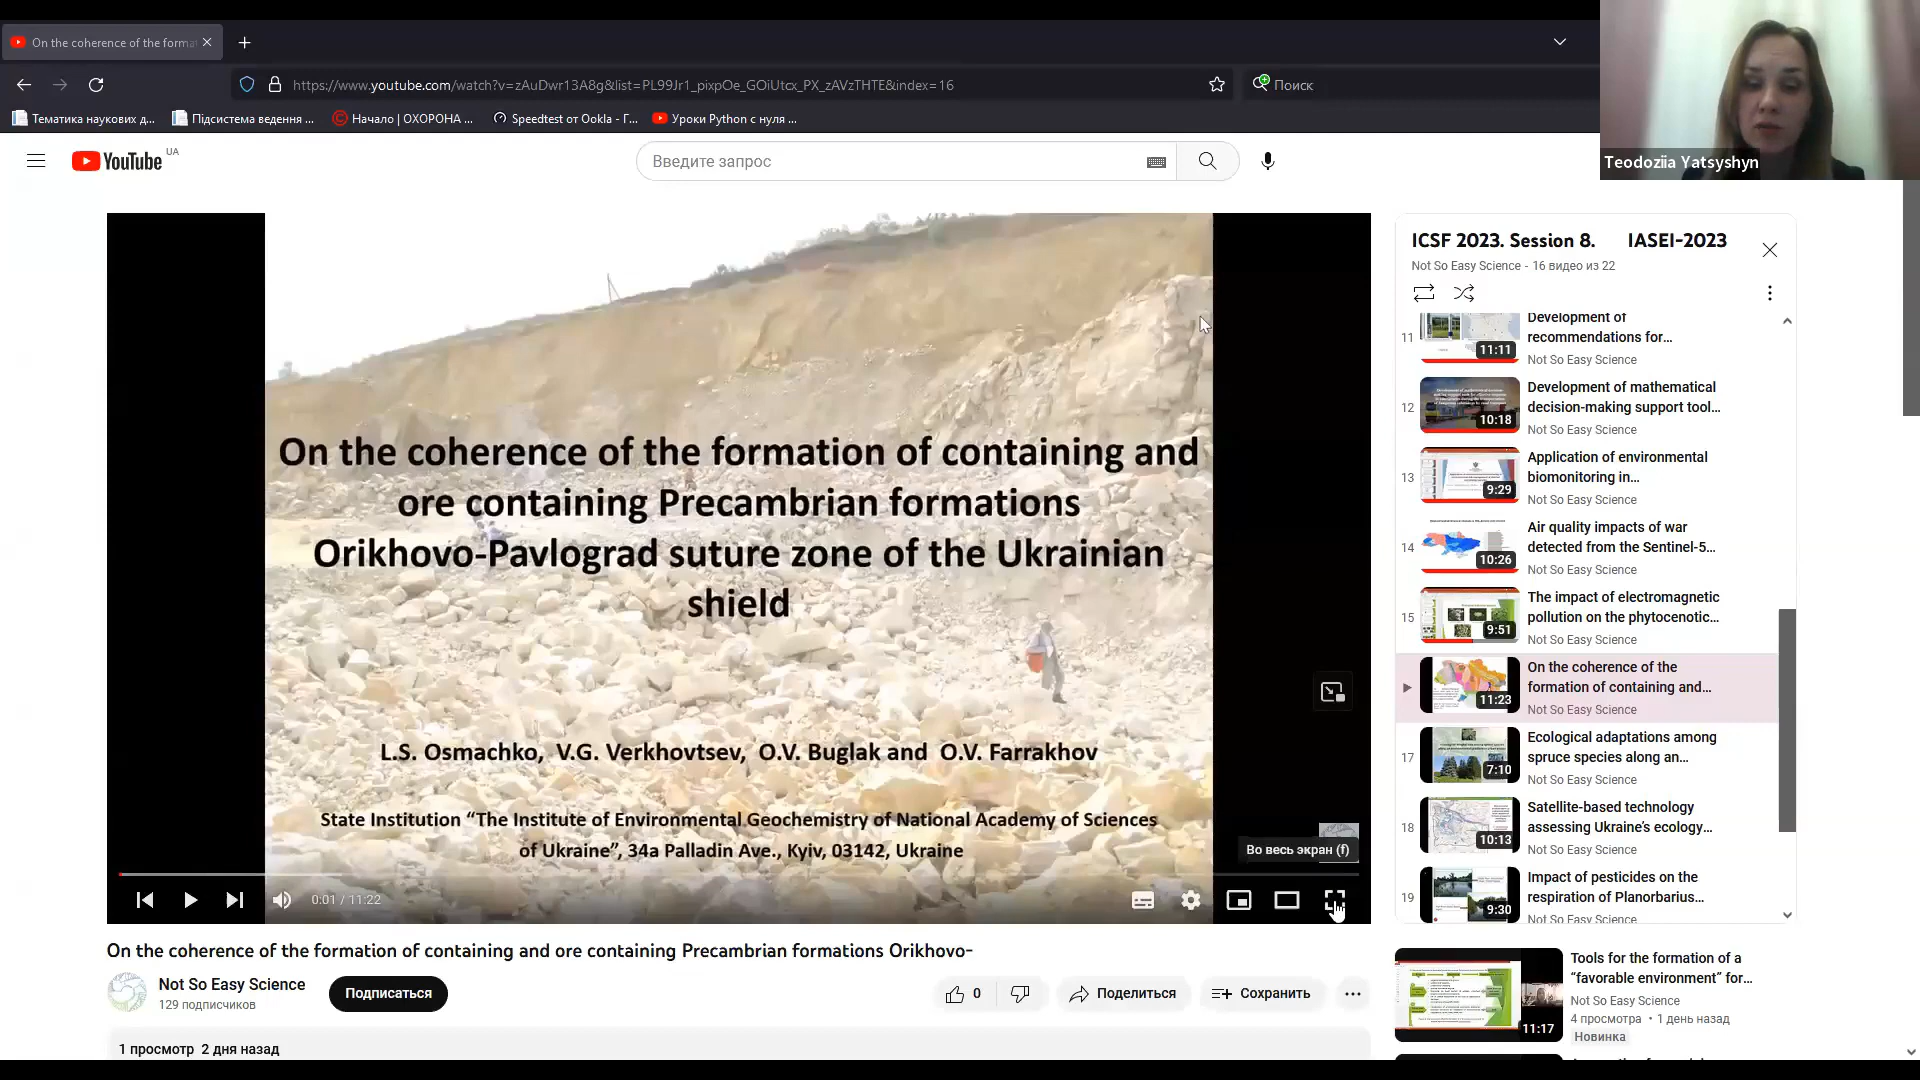 On the coherence of the forma
https://www.youtube.com/watch?v=zAuDwr13A8g&list=PL99Jr1_pixpOe_GOiUtcx_PX_zAVzTHTE&index=16
Поиск
Тематика наукових д...
Підсистема ведення ...
Начало | ОХОРОНА ...
Speedtest от Ookla - Г...
Уроки Python с нуля ...
Teodoziia Yatsyshyn
YouTube UA
Введите запрос
On the coherence of the formation of containing and
ore containing Precambrian formations
Orikhovo-Pavlograd suture zone of the Ukrainian
shield
L.S. Osmachko, V.G. Verkhovtsev, O.V. Buglak and O.V. Farrakhov
State Institution “The Institute of Environmental Geochemistry of National Academy of Sciences
of Ukraine”, 34a Palladin Ave., Kyiv, 03142, Ukraine
Во весь экран (f)
0:01 / 11:22
On the coherence of the formation of containing and ore containing Precambrian formations Orikhovo-
Not So Easy Science
129 подписчиков
Подписаться
0
Поделиться
Сохранить
1 просмотр 2 дня назад
ICSF 2023. Session 8. IASEI-2023
Not So Easy Science - 16 видео из 22
11
11:11
Development of
recommendations for...
Not So Easy Science
12
10:18
Development of mathematical
decision-making support tool...
Not So Easy Science
13
9:29
Application of environmental
biomonitoring in...
Not So Easy Science
14
10:26
Air quality impacts of war
detected from the Sentinel-5...
Not So Easy Science
15
9:51
The impact of electromagnetic
pollution on the phytocenotic...
Not So Easy Science
11:23
On the coherence of the
formation of containing and...
Not So Easy Science
17
7:10
Ecological adaptations among
spruce species along an...
Not So Easy Science
18
10:13
Satellite-based technology
assessing Ukraine’s ecology...
Not So Easy Science
19
9:30
Impact of pesticides on the
respiration of Planorbarius...
Not So Easy Science
11:17
Tools for the formation of a
“favorable environment” for...
Not So Easy Science
4 просмотра • 1 день назад
Новинка